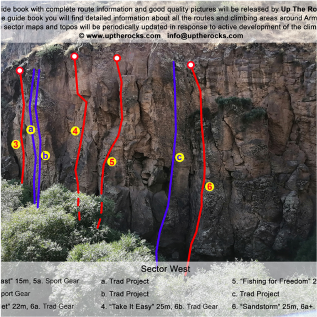 ide book with complete route information and good quality pictures will be released by Up The Ro
e guide book you will find detailed information about all the routes and climbing areas around Arm
sector maps and topos will be periodically updated in response to active development of the clim
© www.uptherocks.com info@uptherocks.com
3
a
b
4
5
c
6
Sector West
ast" 15m, 5a. Sport Gear
a. Trad Project
5. "Fishing for Freedom" 2
port Gear
b. Trad Project
c. Trad Project
et" 22m, 6a. Trad Gear
4. "Take It Easy" 25m, 6b. Trad Gear
6. "Sandstorm" 25m, 6a+.